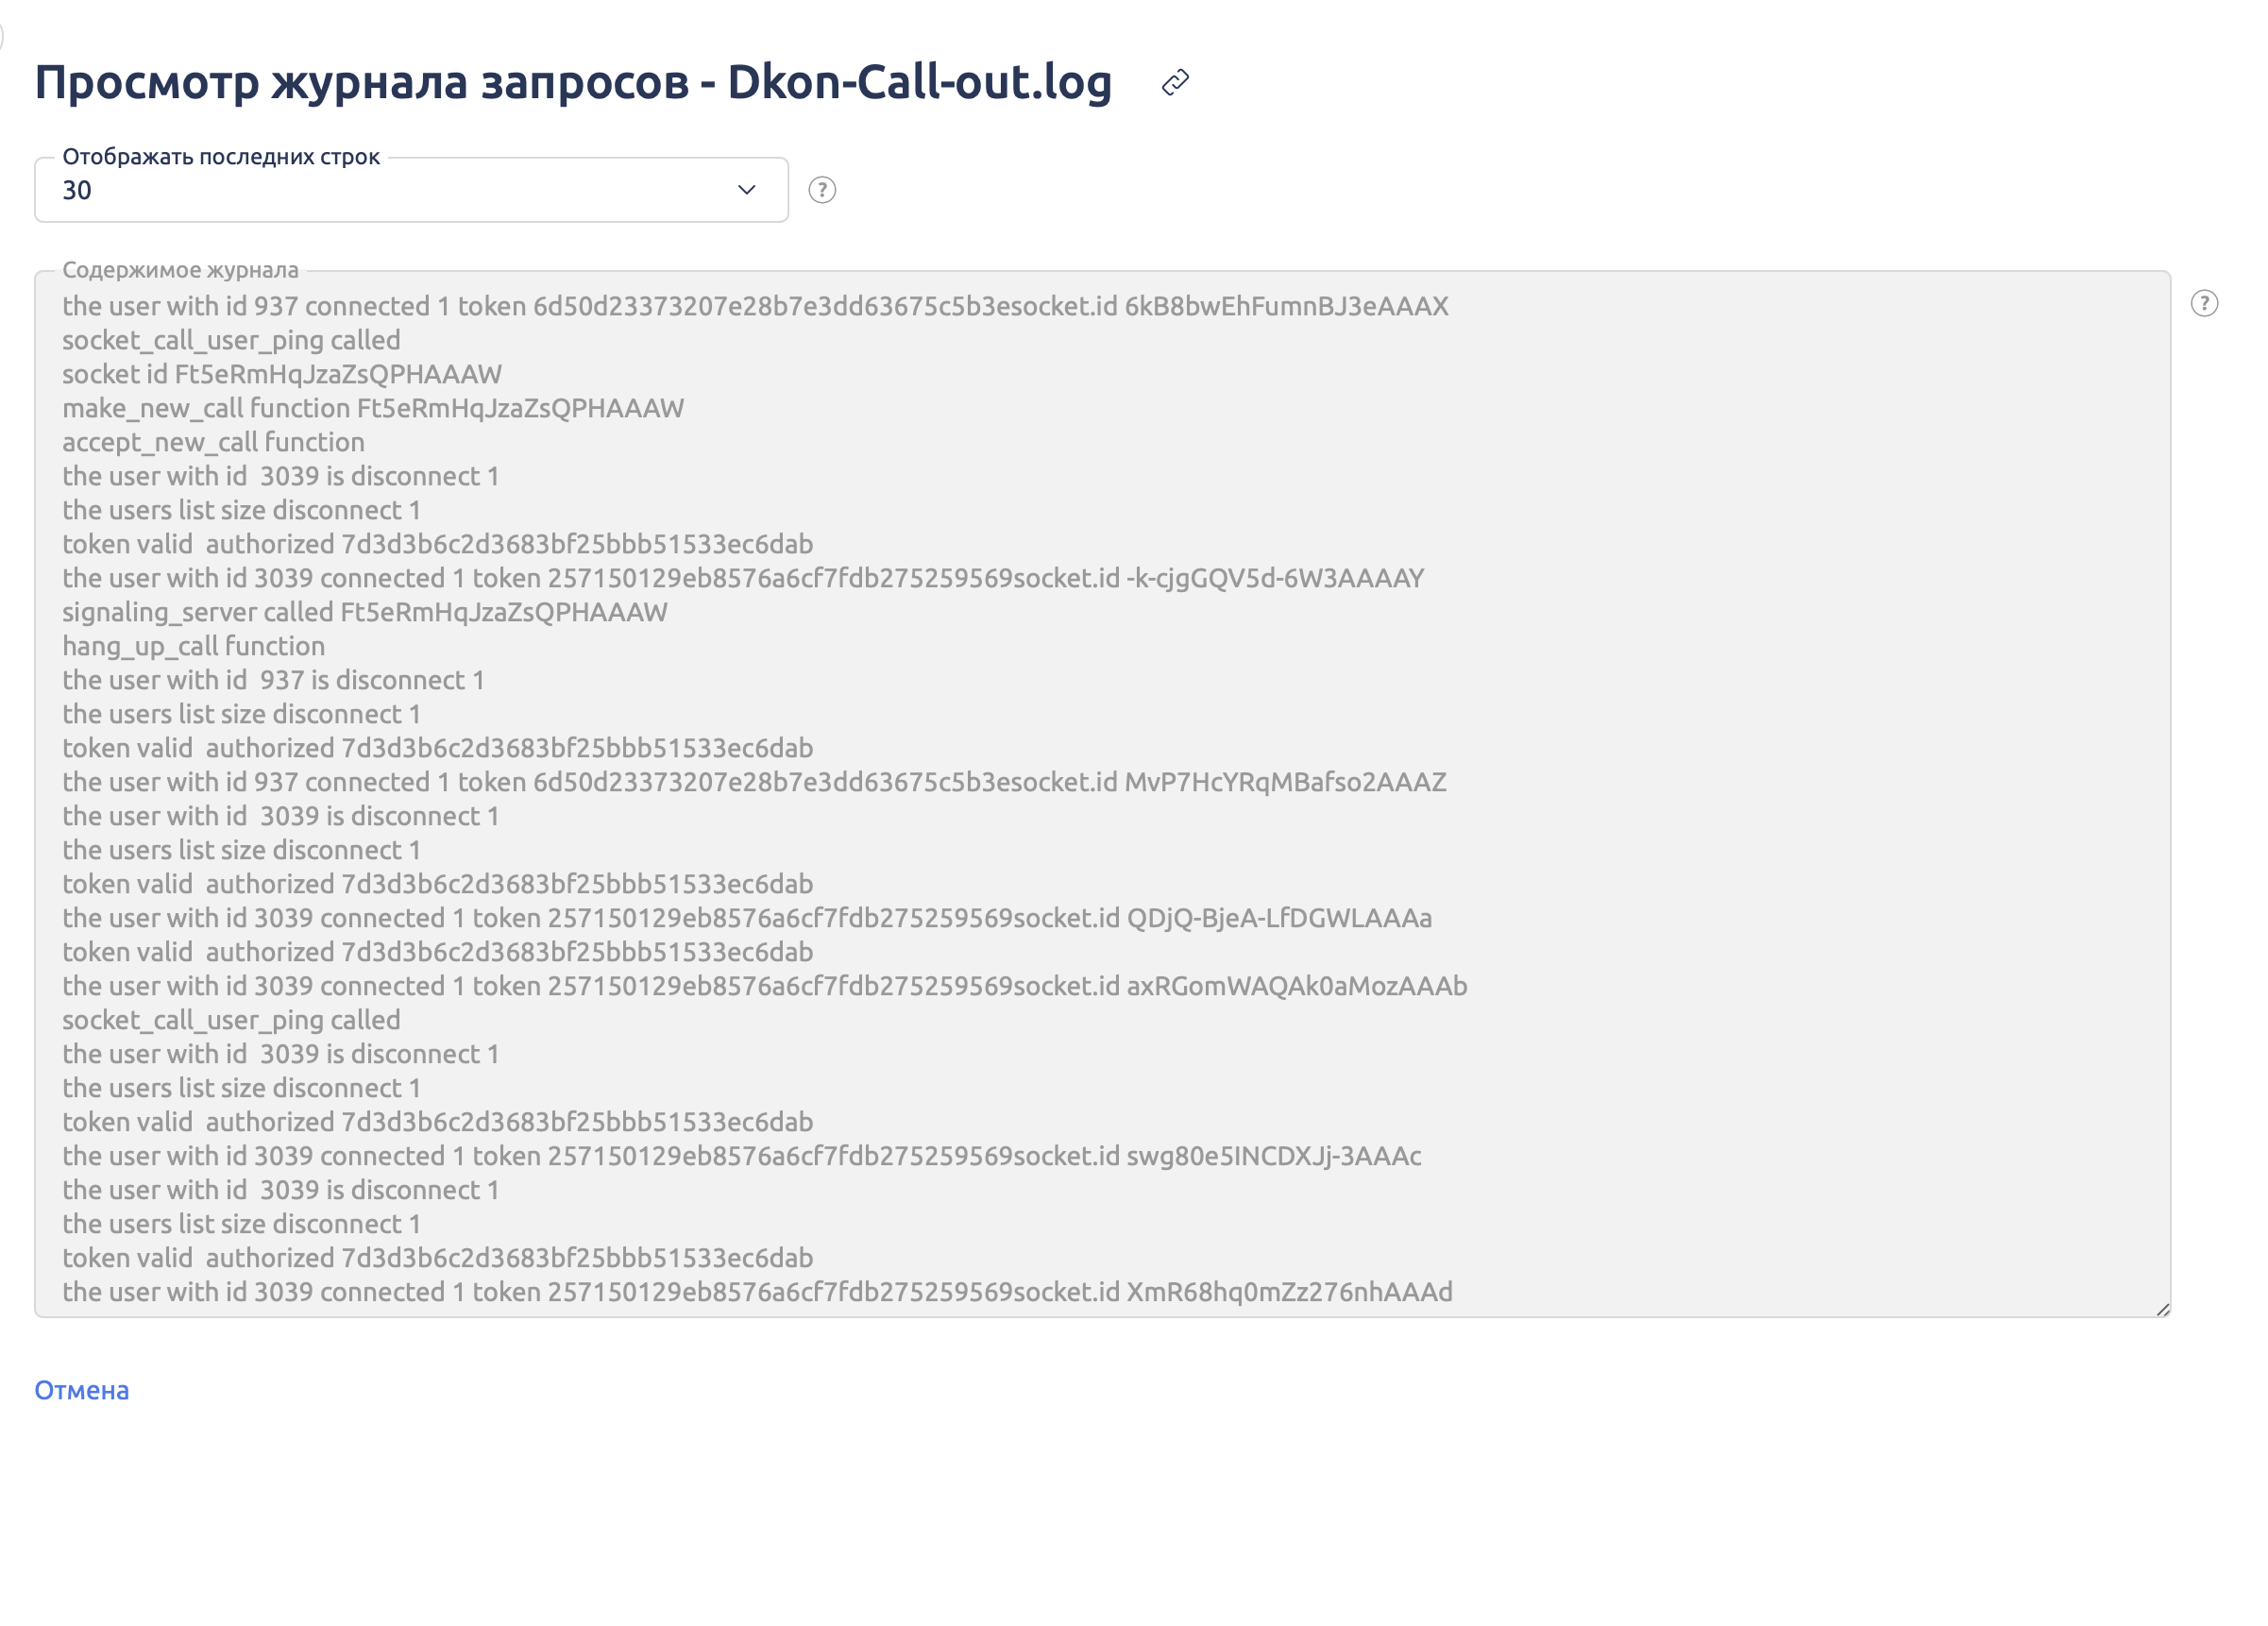 Просмотр журнала запросов - Dkon-Call-out.log
Отображать последних строк
30
?
Содержимое журнала
?
the user with id 937 connected 1 token 6d50d23373207e28b7e3dd63675c5b3esocket.id 6kB8bwEhFumnBJ3eAAAX
socket_call_user_ping called
socket id Ft5eRmHqJzaZsQPHAAAW
make_new_call function Ft5eRmHqJzaZsQPHAAAW
accept_new_call function
the user with id  3039 is disconnect 1
the users list size disconnect 1
token valid  authorized 7d3d3b6c2d3683bf25bbb51533ec6dab
the user with id 3039 connected 1 token 257150129eb8576a6cf7fdb275259569socket.id -k-cjgGQV5d-6W3AAAAY
signaling_server called Ft5eRmHqJzaZsQPHAAAW
hang_up_call function
the user with id  937 is disconnect 1
the users list size disconnect 1
token valid  authorized 7d3d3b6c2d3683bf25bbb51533ec6dab
the user with id 937 connected 1 token 6d50d23373207e28b7e3dd63675c5b3esocket.id MvP7HcYRqMBafso2AAAZ
the user with id  3039 is disconnect 1
the users list size disconnect 1
token valid  authorized 7d3d3b6c2d3683bf25bbb51533ec6dab
the user with id 3039 connected 1 token 257150129eb8576a6cf7fdb275259569socket.id QDjQ-BjeA-LfDGWLAAAa
token valid  authorized 7d3d3b6c2d3683bf25bbb51533ec6dab
the user with id 3039 connected 1 token 257150129eb8576a6cf7fdb275259569socket.id axRGomWAQAk0aMozAAAb
socket_call_user_ping called
the user with id  3039 is disconnect 1
the users list size disconnect 1
token valid  authorized 7d3d3b6c2d3683bf25bbb51533ec6dab
the user with id 3039 connected 1 token 257150129eb8576a6cf7fdb275259569socket.id swg80e5INCDXJj-3AAAc
the user with id  3039 is disconnect 1
the users list size disconnect 1
token valid  authorized 7d3d3b6c2d3683bf25bbb51533ec6dab
the user with id 3039 connected 1 token 257150129eb8576a6cf7fdb275259569socket.id XmR68hq0mZz276nhAAAd
Отмена